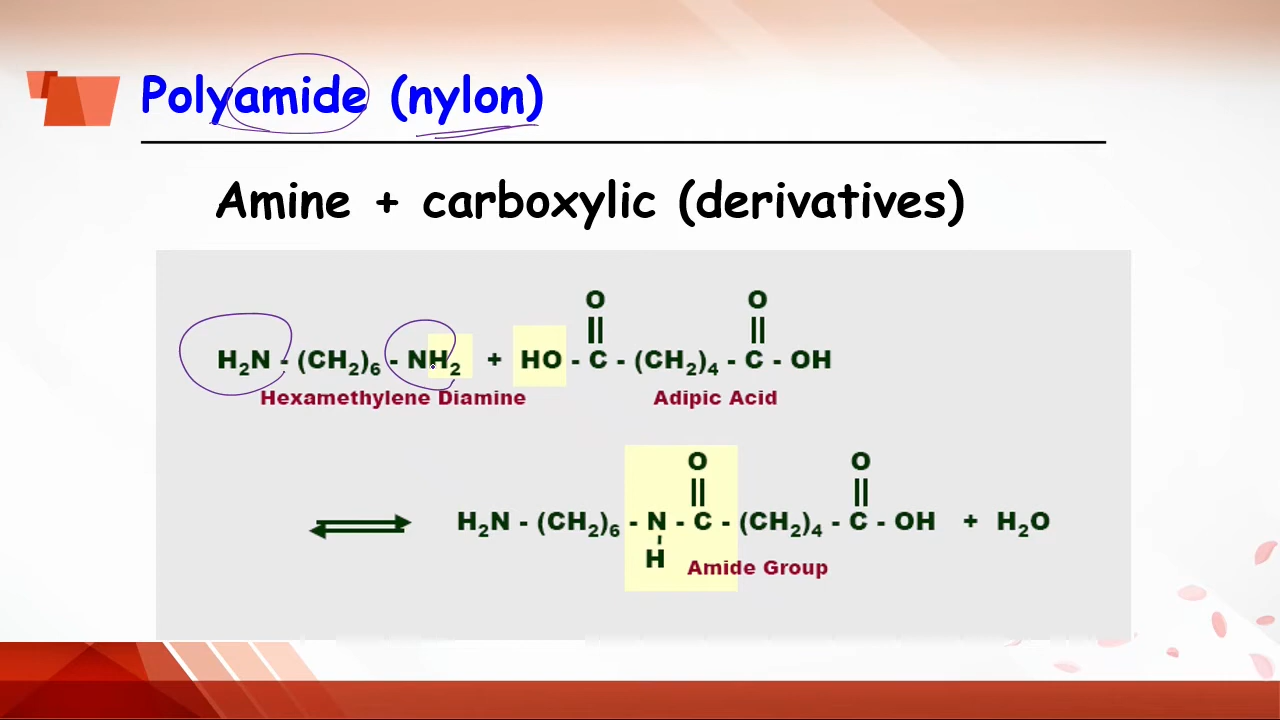 Polyamide (nylon)
Amine + carboxylic (derivatives)
O O
|| ||
H₂N - (CH₂)₆ - NH₂ + HO - C - (CH₂)₄ - C - OH
Hexamethylene Diamine Adipic Acid
O O
|| ||
H₂N - (CH₂)₆ - N - C - (CH₂)₄ - C - OH + H₂O
H Amide Group